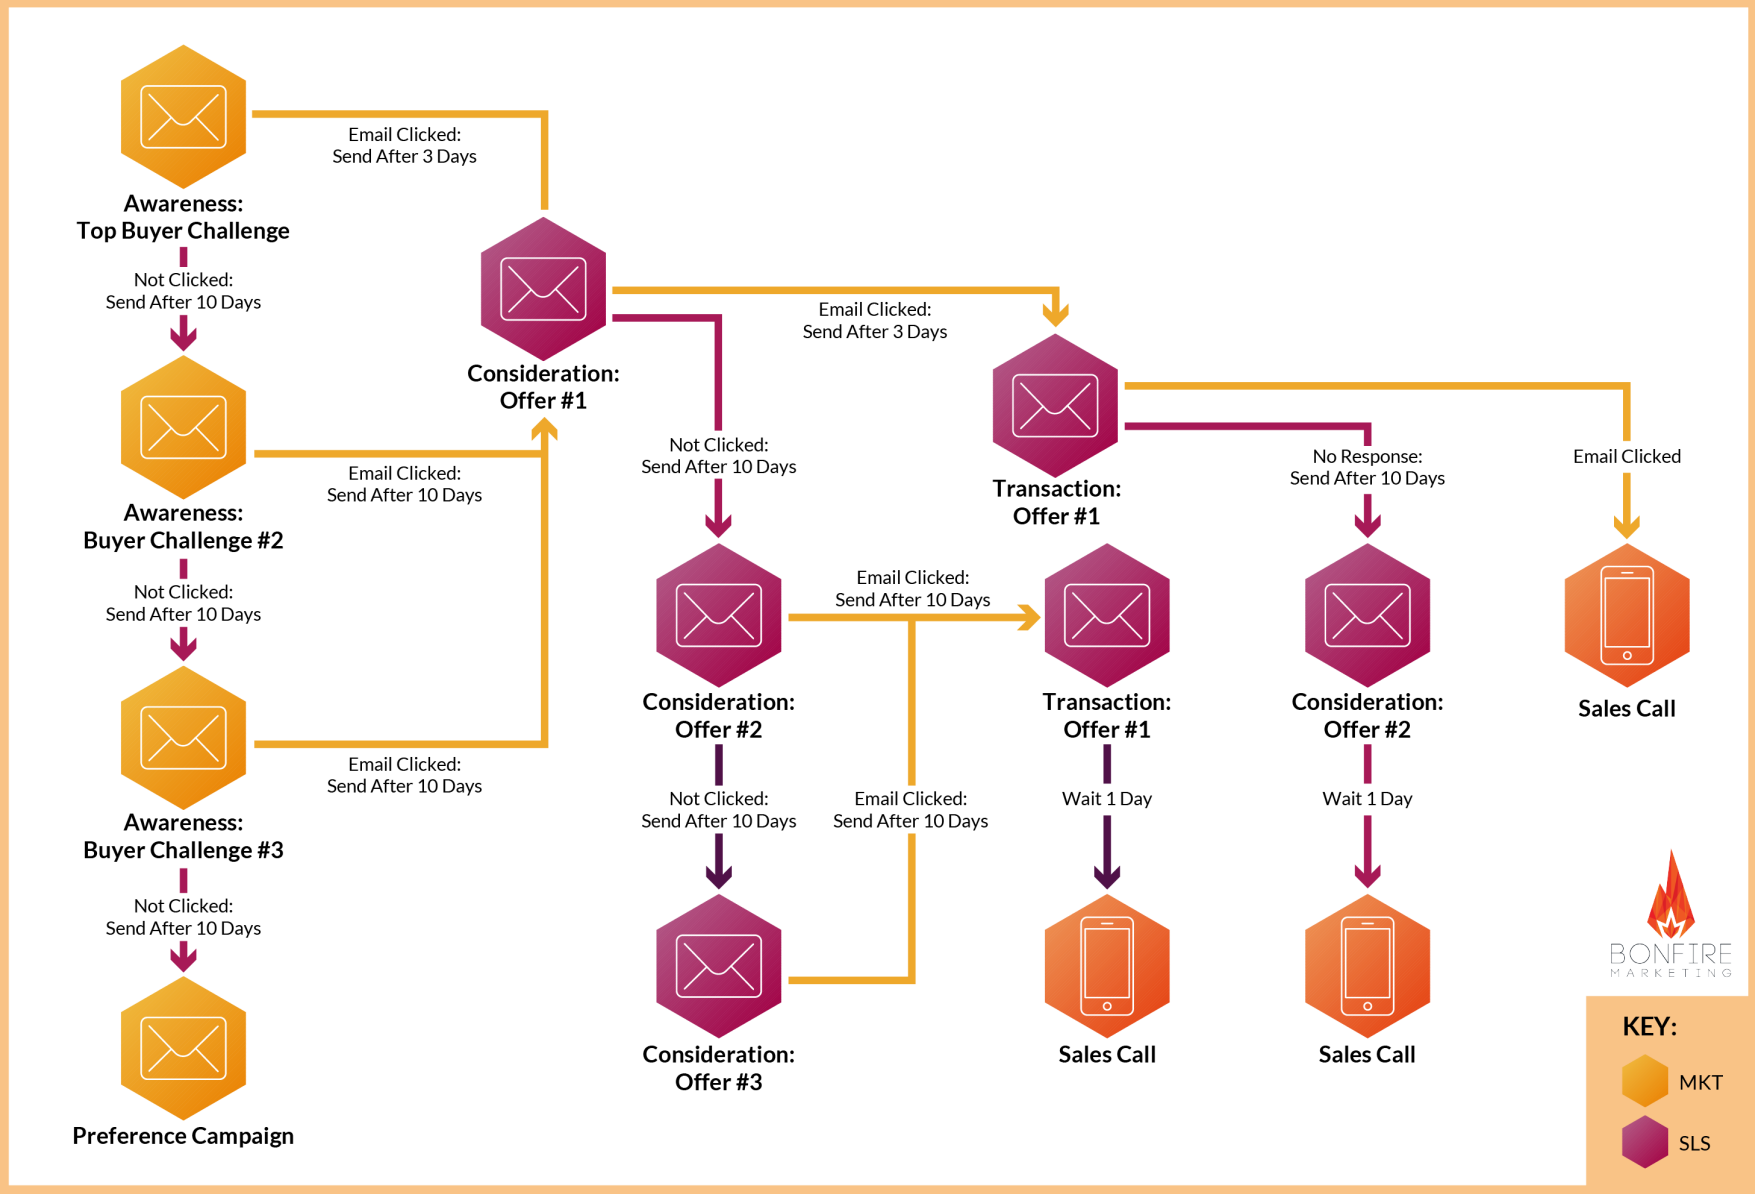 Email Clicked:
Send After 3 Days
Awareness:
Top Buyer Challenge
Not Clicked:
Send After 10 Days
Email Clicked:
Send After 3 Days
Consideration:
Offer #1
Not Clicked:
Send After 10 Days
Email Clicked:
Send After 10 Days
Awareness:
Buyer Challenge #2
Transaction:
Offer #1
No Response:
Send After 10 Days
Email Clicked
Not Clicked:
Send After 10 Days
Email Clicked:
Send After 10 Days
Consideration:
Offer #2
Transaction:
Offer #1
Consideration:
Offer #2
Sales Call
Email Clicked:
Send After 10 Days
Awareness:
Buyer Challenge #3
Not Clicked:
Send After 10 Days
Email Clicked:
Send After 10 Days
Wait 1 Day
Wait 1 Day
Not Clicked:
Send After 10 Days
BONFIRE
MARKETING
Consideration:
Offer #3
Sales Call
Sales Call
Preference Campaign
KEY:
MKT
SLS